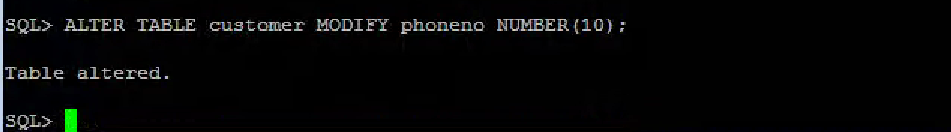 SQL> ALTER TABLE customer MODIFY phoneno NUMBER(10);
Table altered.
SQL>